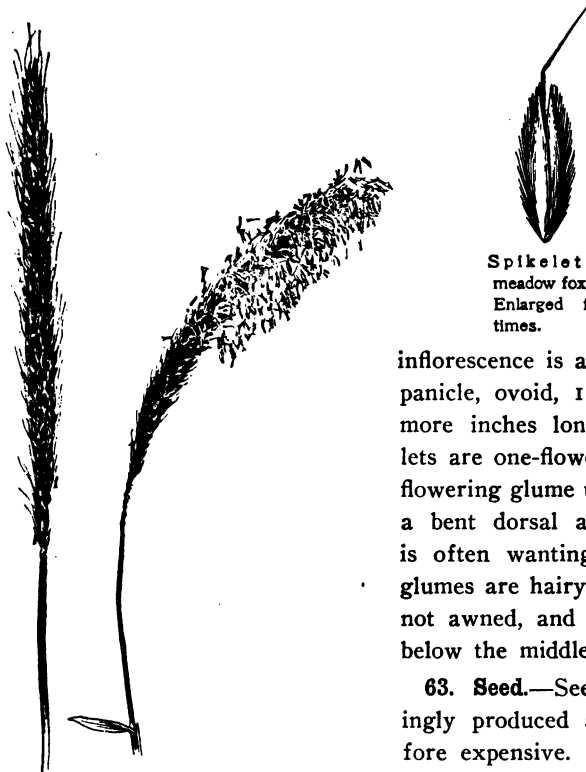 Spikelet
meadow fox
Enlarged f
times.
inflorescence is a
panicle, ovoid, 1
more inches lon
lets are one-flowe
flowering glume
a bent dorsal a
is often wanting
glumes are hairy
not awned, and
below the middle
63. Seed.—See
ingly produced a
fore expensive.